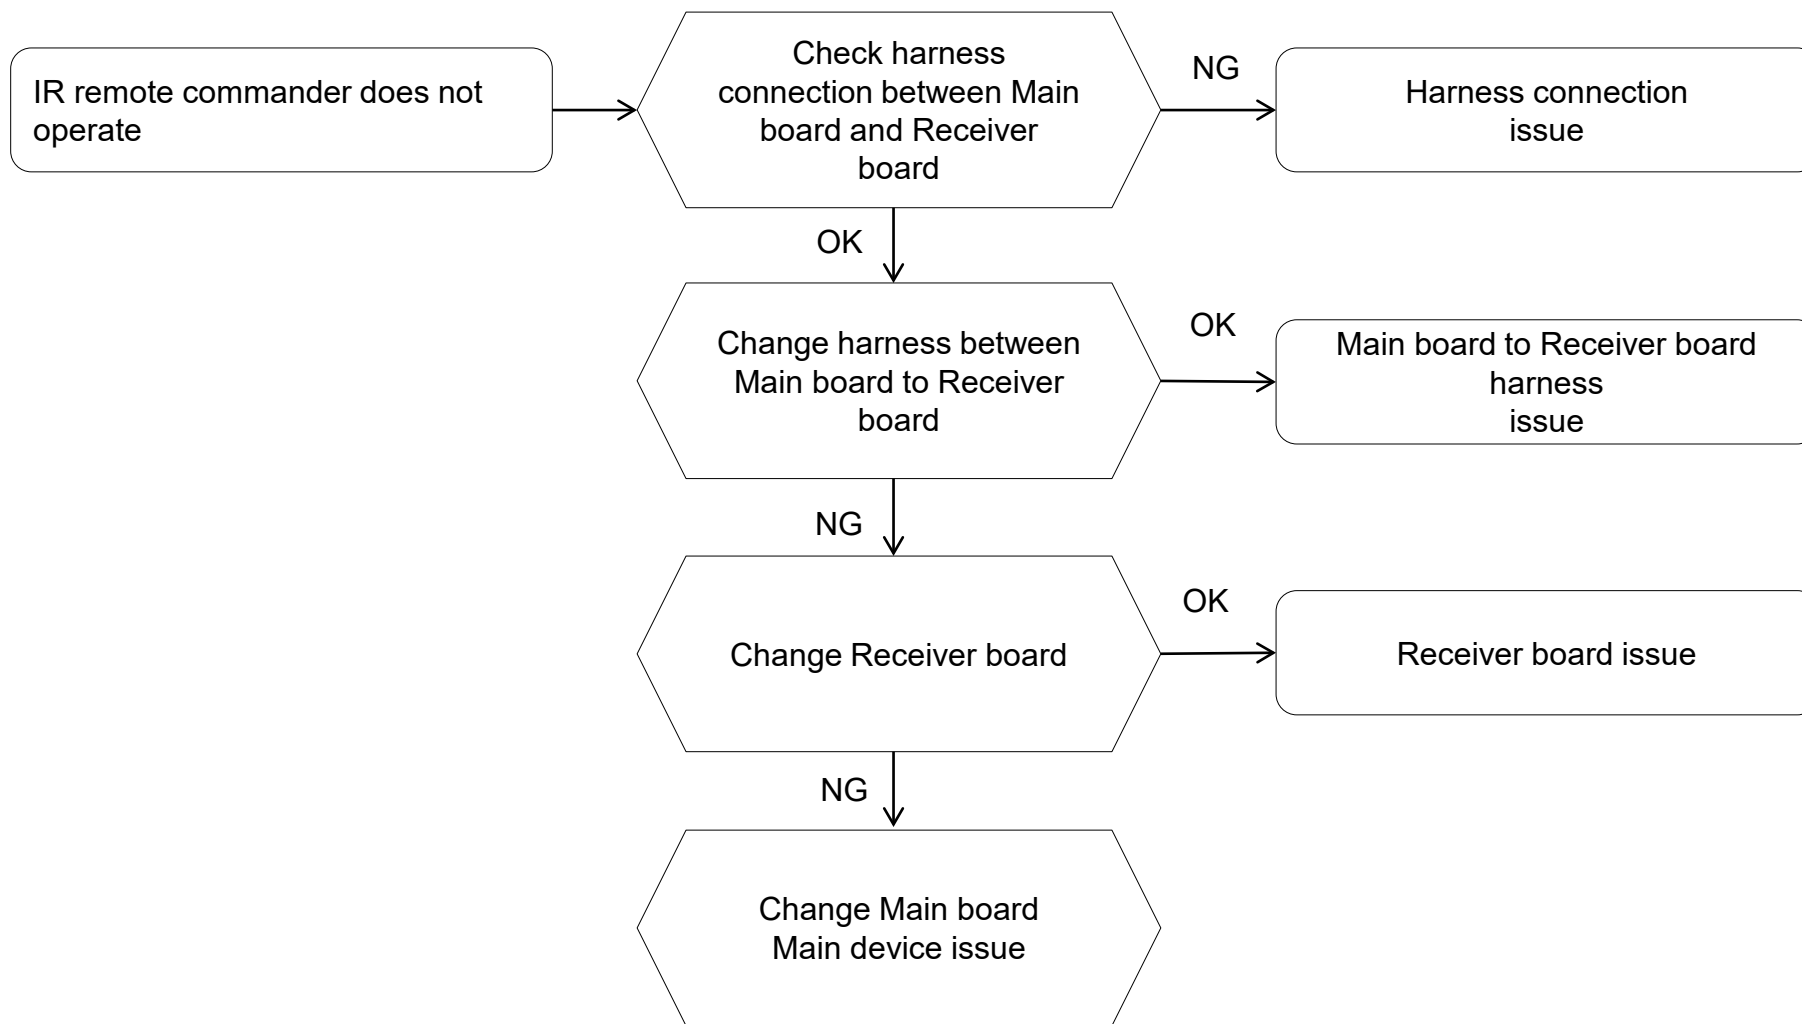 IR remote commander does not
operate
Check harness
connection between Main
board and Receiver
board
NG
Harness connection
issue
OK
Change harness between
Main board to Receiver
board
OK
Main board to Receiver board
harness
issue
NG
Change Receiver board
OK
Receiver board issue
NG
Change Main board
Main device issue